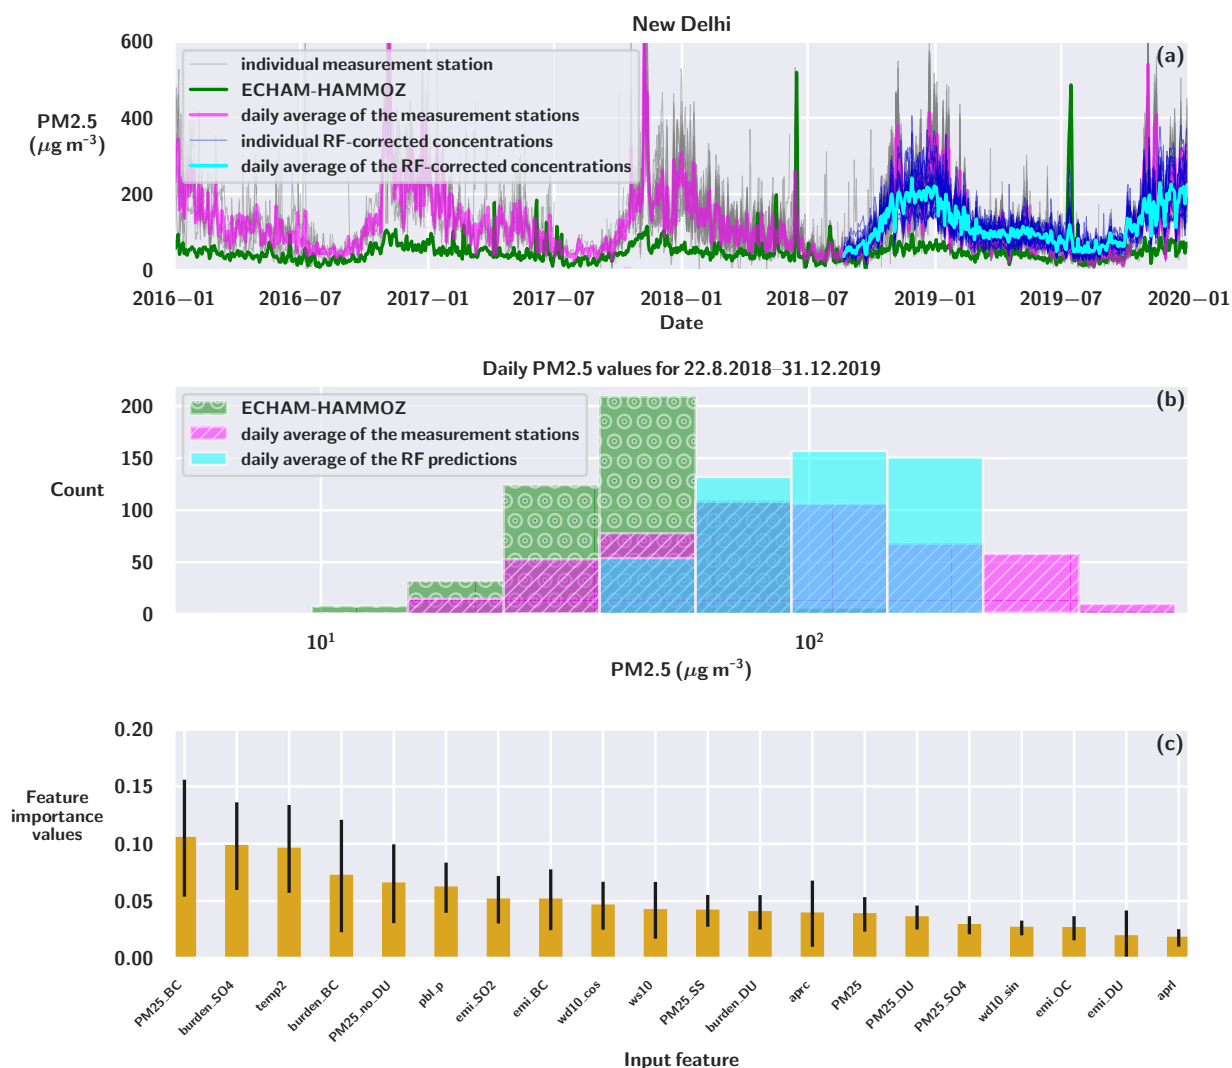 New Delhi
(a)
600
400
200
0
PM2.5
(μg m⁻³)
individual measurement station
ECHAM-HAMMOZ
daily average of the measurement stations
individual RF-corrected concentrations
daily average of the RF-corrected concentrations
2016−01 2016−07 2017−01 2017−07 2018−01 2018−07 2019−01 2019−07 2020−01
Date
Daily PM2.5 values for 22.8.2018–31.12.2019
(b)
200
150
100
50
0
Count
ECHAM-HAMMOZ
daily average of the measurement stations
daily average of the RF predictions
10¹ 10²
PM2.5 (μg m⁻³)
(c)
0.20
0.15
0.10
0.05
0.00
Feature
importance
values
PM25_BC burden_SO4 temp2 burden_BC PM25_no_DU pbl_p emi_SO2 emi_BC wd10_cos ws10 PM25_SS burden_DU aprc PM25 PM25_DU PM25_SO4 wd10_sin emi_OC emi_DU aprl
Input feature